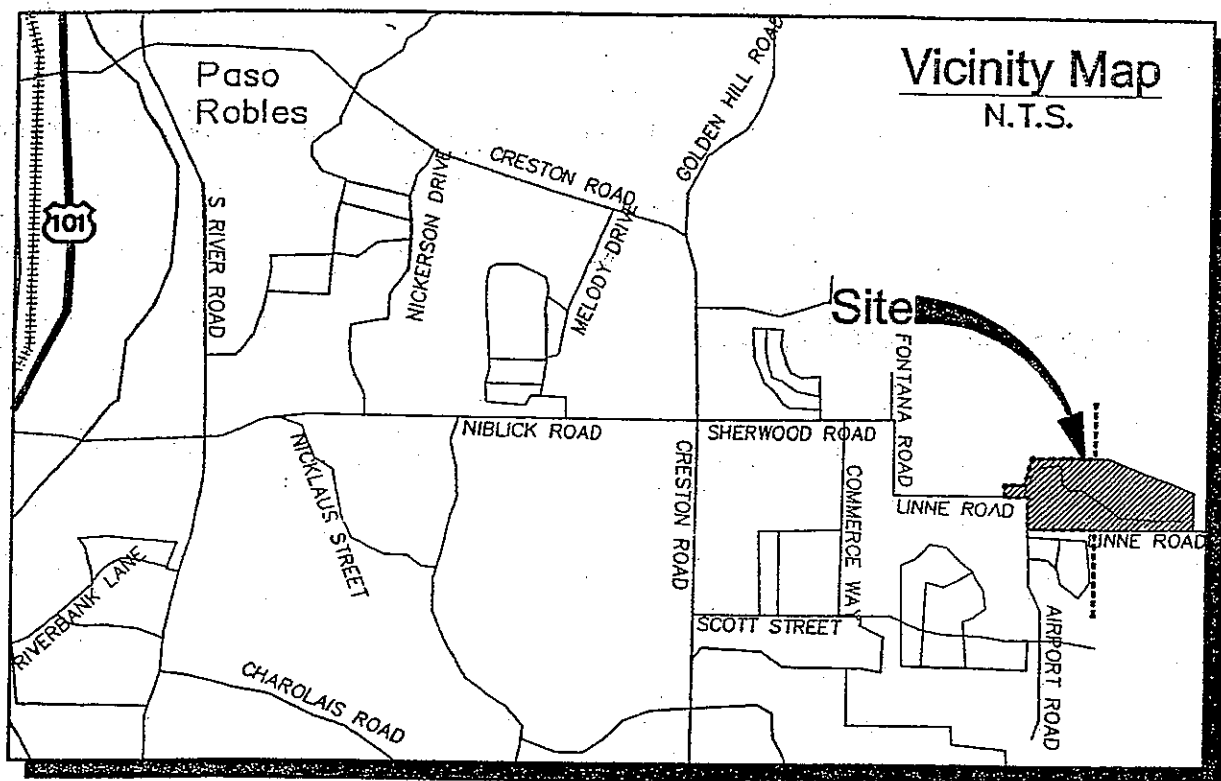 Vicinity Map
N.T.S.
Paso
Robles
GOLDEN HILL ROAD
CRESTON ROAD
NICKERSON DRIVE
MELODY DRIVE
101
S RIVER ROAD
Site
FONTANA ROAD
NIBLICK ROAD
SHERWOOD ROAD
NICKLAUS STREET
CRESTON ROAD
COMMERCE WAY
LINNE ROAD
LINNE ROAD
RIVERBANK LANE
SCOTT STREET
AIRPORT ROAD
CHAROLAIS ROAD